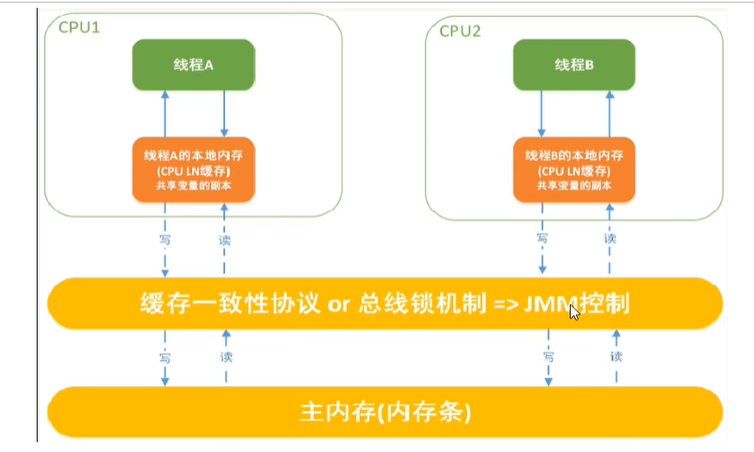 CPU1
CPU2
线程A
线程B
线程A的本地内存
(CPU LN缓存)
共享变量的副本
线程B的本地内存
(CPU LN缓存)
共享变量的副本
写
读
写
读
缓存一致性协议 or 总线锁机制 => JMM控制
写
读
写
读
主内存(内存条)